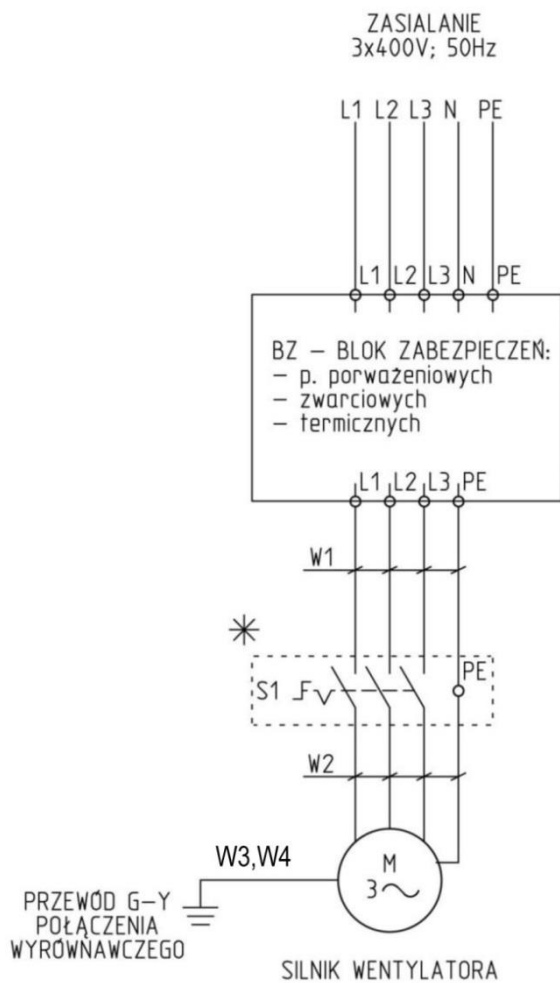 ZASIALANIE
3x400V; 50Hz
L1 L2 L3 N PE
L1 L2 L3 N PE
BZ – BLOK ZABEZPIECZEŃ:
– p. porważeniowych
– zwarciowych
– termicznych
L1 L2 L3 PE
W1
PE
S1
W2
W3,W4
M
3
PRZEWÓD G–Y
POŁĄCZENIA
WYRÓWNAWCZEGO
SILNIK WENTYLATORA